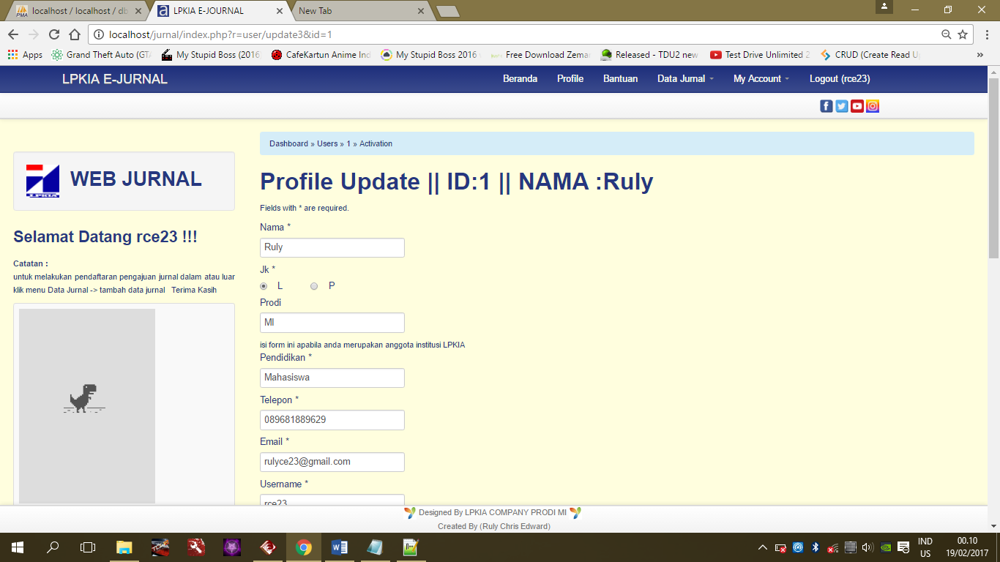 localhost / localhost / db
LPKIA E-JOURNAL
New Tab
localhost/jurnal/index.php?r=user/update3&id=1
Apps
Grand Theft Auto (GTA
My Stupid Boss (2016
CafeKartun Anime Ind
My Stupid Boss 2016
Free Download Zema
Released - TDU2 new
Test Drive Unlimited 2
CRUD (Create Read U
»
LPKIA E-JURNAL
Beranda
Profile
Bantuan
Data Jurnal
My Account
Logout (rce23)
Dashboard » Users » 1 » Activation
LPKIA
WEB JURNAL
Profile Update || ID:1 || NAMA :Ruly
Fields with * are required.
Nama *
Ruly
Selamat Datang rce23 !!!
Catatan :
untuk melakukan pendaftaran pengajuan jurnal dalam atau luar
klik menu Data Jurnal -> tambah data jurnal Terima Kasih
Jk *
L P
Prodi
MI
isi form ini apabila anda merupakan anggota institusi LPKIA
Pendidikan *
Mahasiswa
Telepon *
089681889629
Email *
rulyce23@gmail.com
Username *
rce23
Designed By LPKIA COMPANY PRODI MI
Created By (Ruly Chris Edward)
IND
US
00.10
19/02/2017